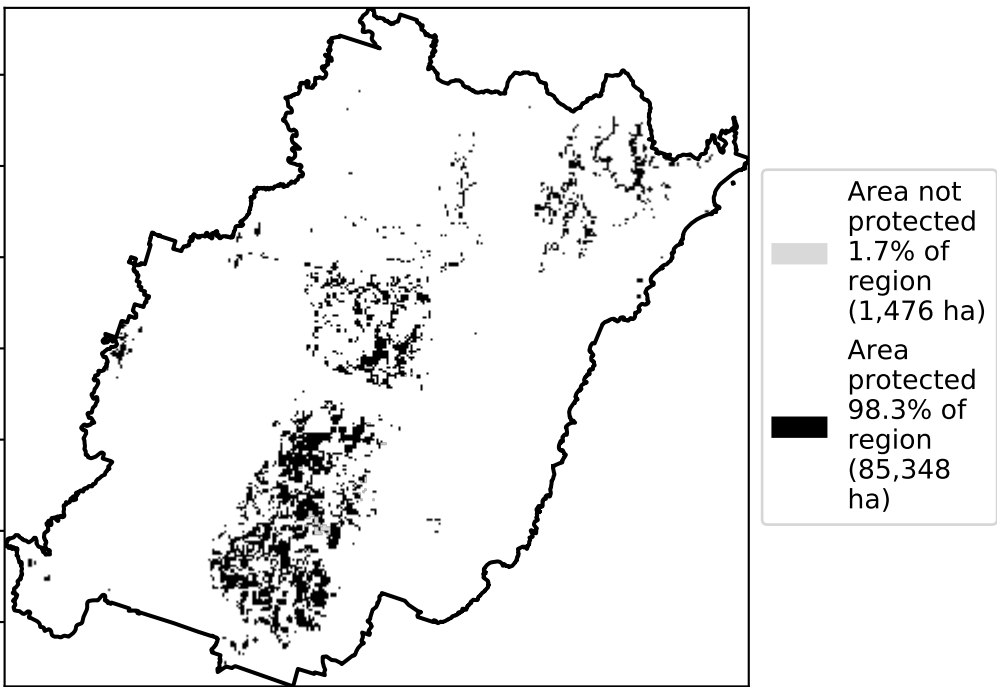 Area not
protected
1.7% of
region
(1,476 ha)
Area
protected
98.3% of
region
(85,348
ha)